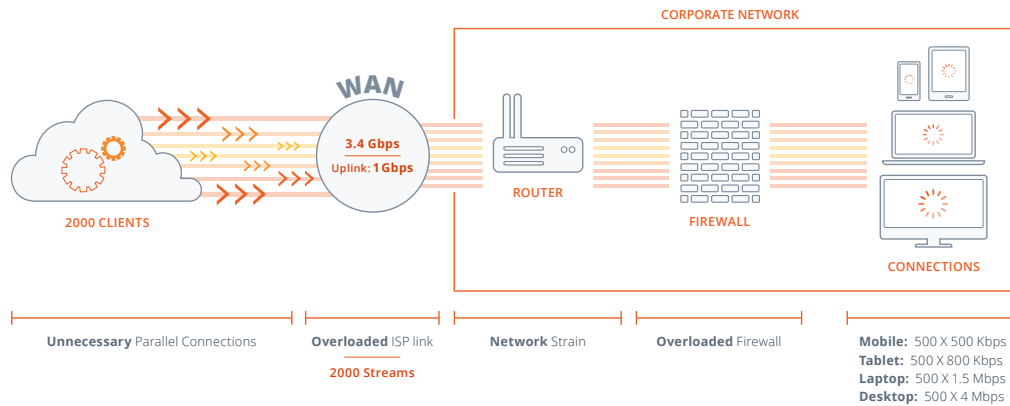 CORPORATE NETWORK
WAN
3.4 Gbps
Uplink: 1Gbps
2000 CLIENTS
ROUTER
FIREWALL
CONNECTIONS
Unnecessary Parallel Connections
Overloaded ISP link
2000 Streams
Network Strain
Overloaded Firewall
Mobile: 500 X 500 Kbps
Tablet: 500 X 800 Kbps
Laptop: 500 X 1.5 Mbps
Desktop: 500 X 4 Mbps